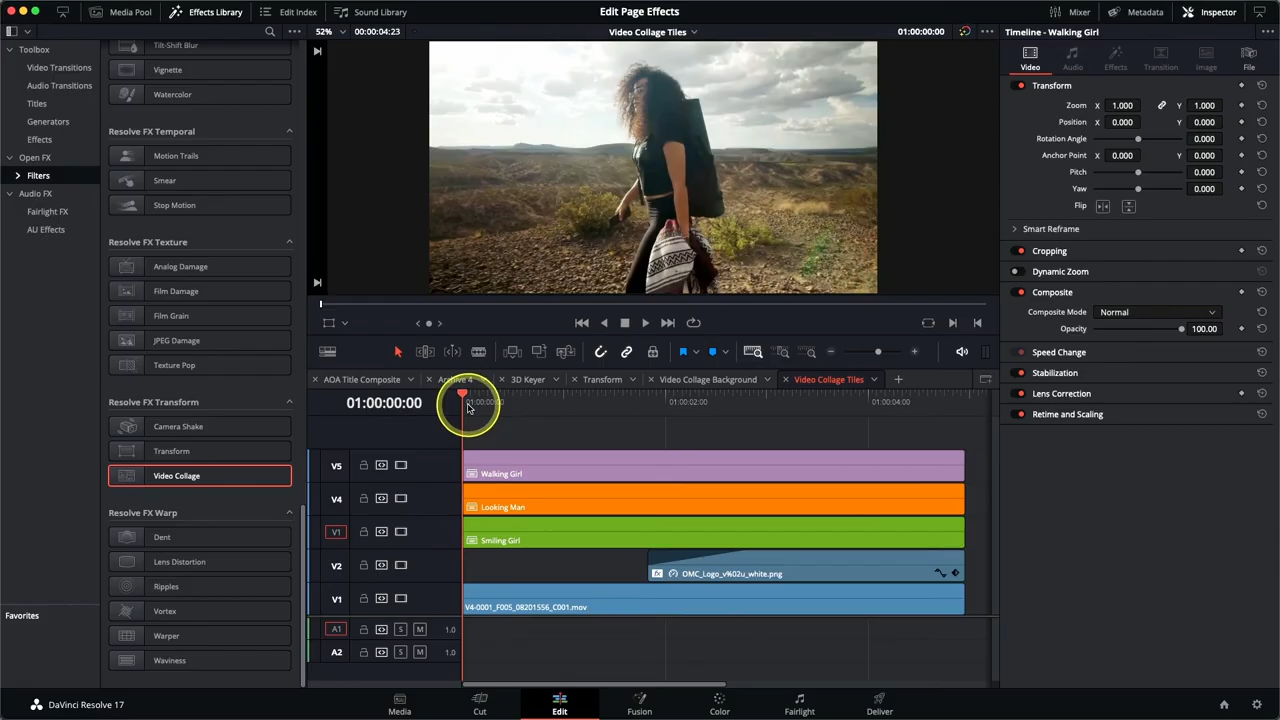 Media Pool
Effects Library
Edit Index
Sound Library
Edit Page Effects
Mixer
Metadata
Inspector
52%
00:00:04:23
Video Collage Tiles
01:00:00:00
Timeline - Walking Girl
Toolbox
Video Transitions
Audio Transitions
Titles
Generators
Effects
Open FX
Filters
Audio FX
Fairlight FX
AU Effects
Favorites
Tilt-Shift Blur
Vignette
Watercolor
Resolve FX Temporal
Motion Trails
Smear
Stop Motion
Resolve FX Texture
Analog Damage
Film Damage
Film Grain
JPEG Damage
Texture Pop
Resolve FX Transform
Camera Shake
Transform
Video Collage
Resolve FX Warp
Dent
Lens Distortion
Ripples
Vortex
Warper
Waviness
AOA Title Composite
Archive 4
3D Keyer
Transform
Video Collage Background
Video Collage Tiles
01:00:00:00
01:00:00:00
01:00:02:00
01:00:04:00
V5
Walking Girl
V4
Looking Man
V1
Smiling Girl
V2
fx
OMC_Logo_v%02u_white.png
V1
V4-0001_F005_08201556_C001.mov
A1
S
M
1.0
A2
S
M
1.0
Video
Audio
Effects
Transition
Image
File
Transform
Zoom X 1.000 Y 1.000
Position X 0.000 Y 0.000
Rotation Angle 0.000
Anchor Point X 0.000 Y 0.000
Pitch 0.000
Yaw 0.000
Flip
Smart Reframe
Cropping
Dynamic Zoom
Composite
Composite Mode Normal
Opacity 100.00
Speed Change
Stabilization
Lens Correction
Retime and Scaling
DaVinci Resolve 17
Media
Cut
Edit
Fusion
Color
Fairlight
Deliver